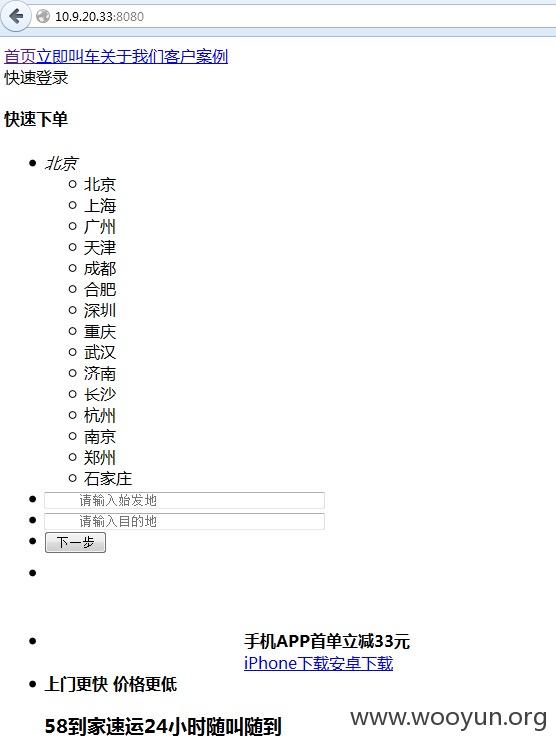 10.9.20.33:8080
首页立即叫车关于我们客户案例
快速登录
快速下单
北京
北京
上海
广州
天津
成都
合肥
深圳
重庆
武汉
济南
长沙
杭州
南京
郑州
石家庄
请输入始发地
请输入目的地
下一步
手机APP首单立减33元
iPhone下载安卓下载
上门更快 价格更低
58到家速运24小时随叫随到
www.wooyun.org